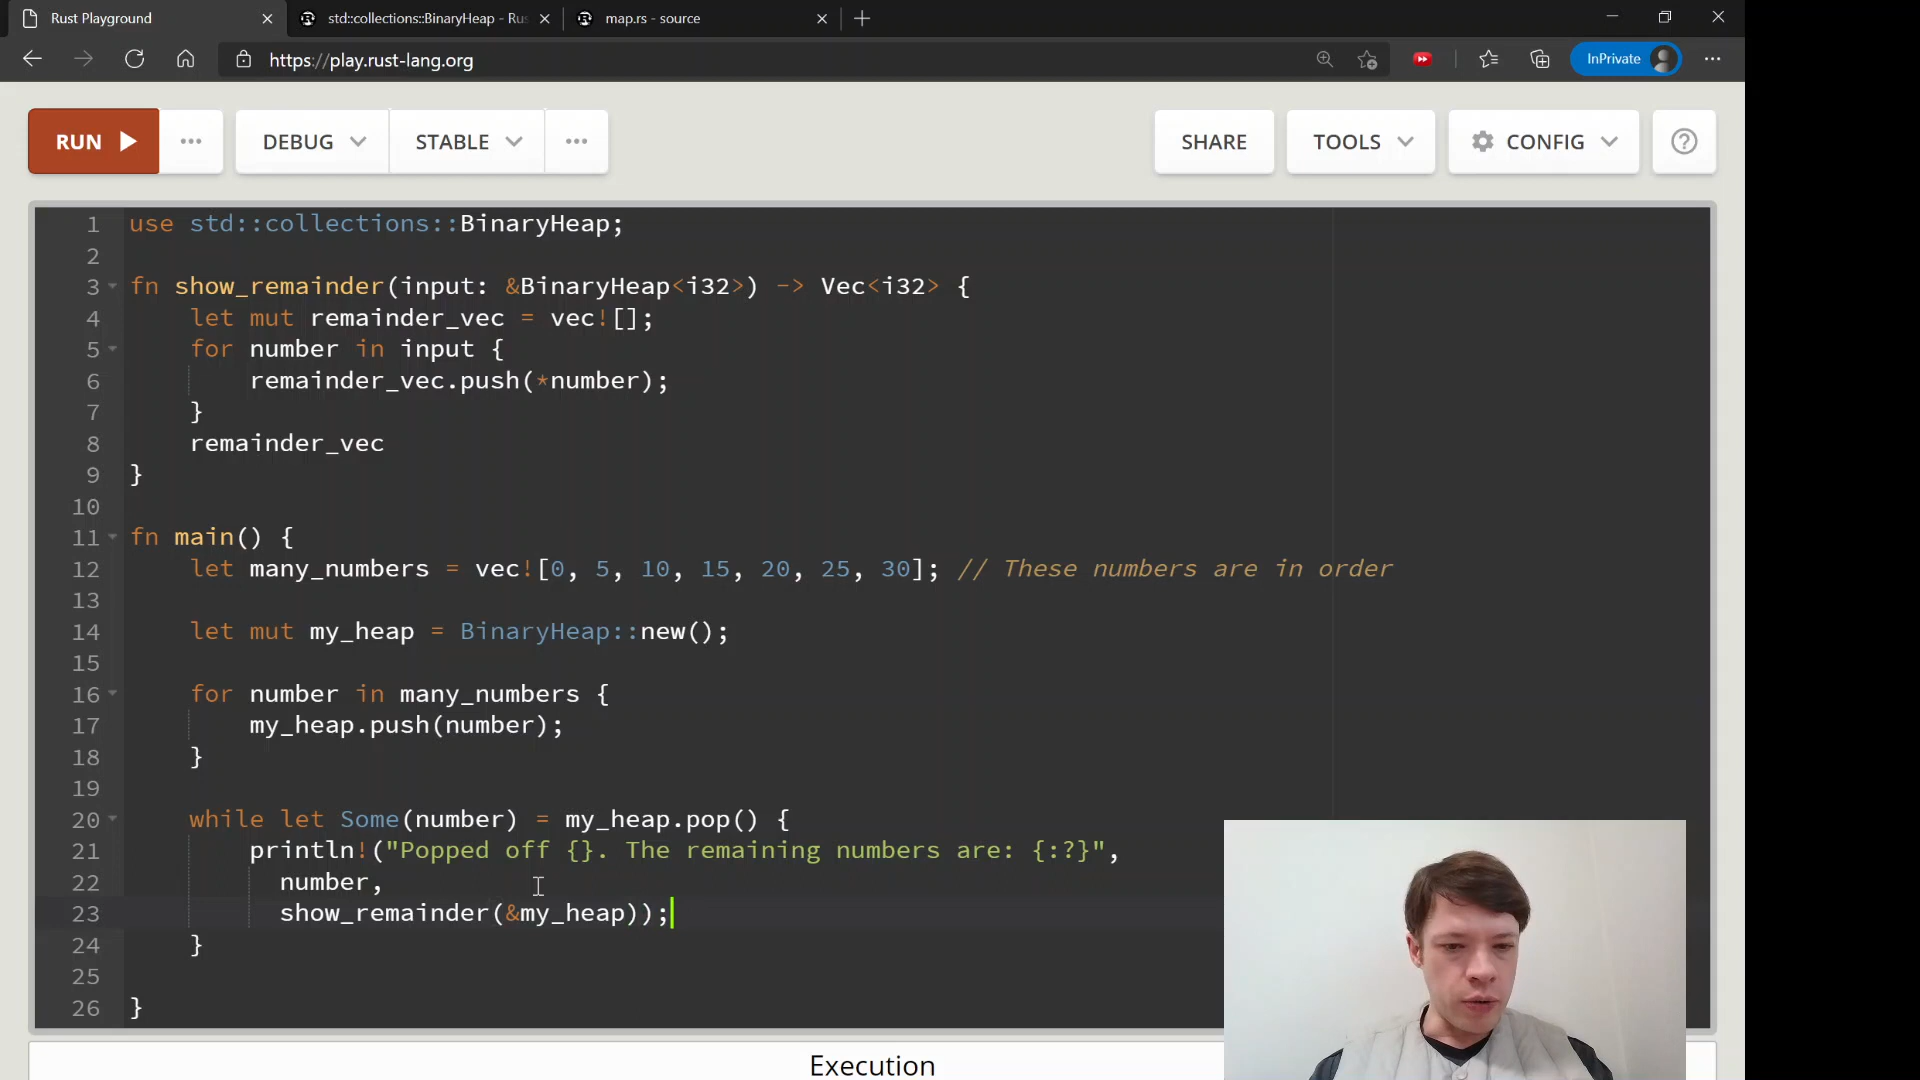 Rust Playground
std::collections::BinaryHeap - Rus
map.rs - source
https://play.rust-lang.org
InPrivate
RUN
DEBUG
STABLE
SHARE
TOOLS
CONFIG
1 use std::collections::BinaryHeap;
2
3 fn show_remainder(input: &BinaryHeap<i32>) -> Vec<i32> {
4     let mut remainder_vec = vec![];
5     for number in input {
6         remainder_vec.push(*number);
7     }
8     remainder_vec
9 }
10
11 fn main() {
12     let many_numbers = vec![0, 5, 10, 15, 20, 25, 30]; // These numbers are in order
13
14     let mut my_heap = BinaryHeap::new();
15
16     for number in many_numbers {
17         my_heap.push(number);
18     }
19
20     while let Some(number) = my_heap.pop() {
21         println!("Popped off {}. The remaining numbers are: {:?}",
22           number,
23           show_remainder(&my_heap));
24     }
25
26 }
Execution